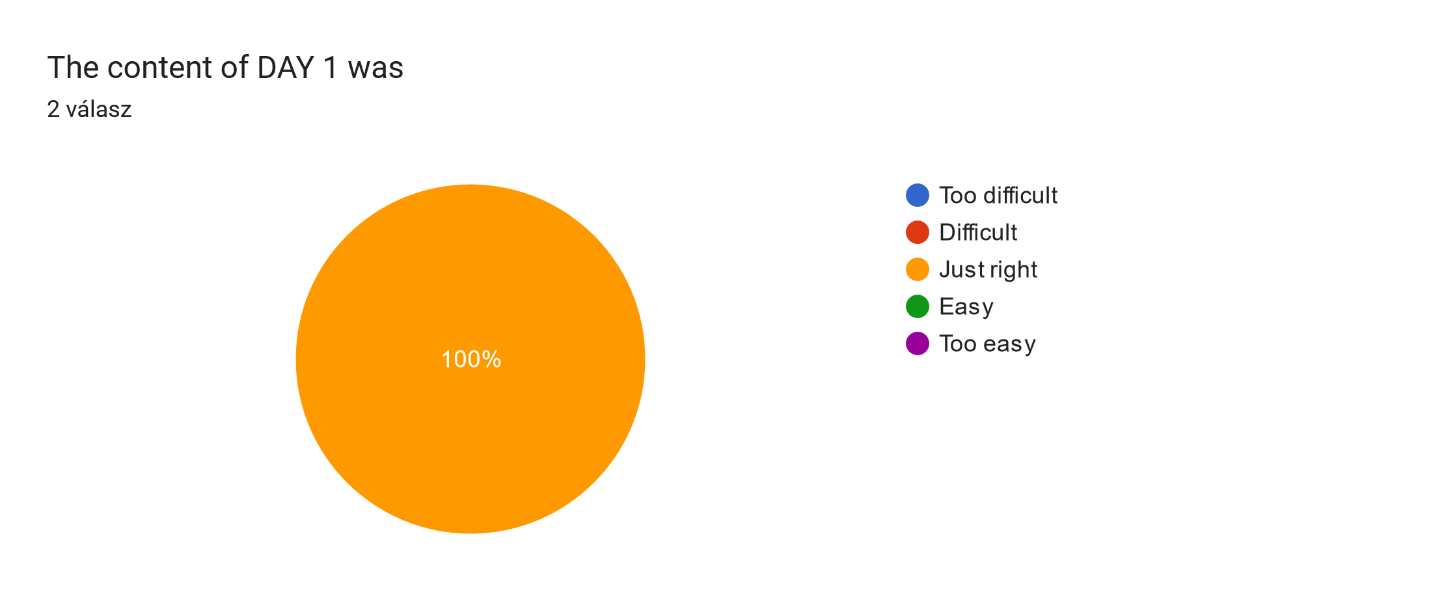 The content of DAY 1 was
2 válasz
100%
Too difficult
Difficult
Just right
Easy
Too easy